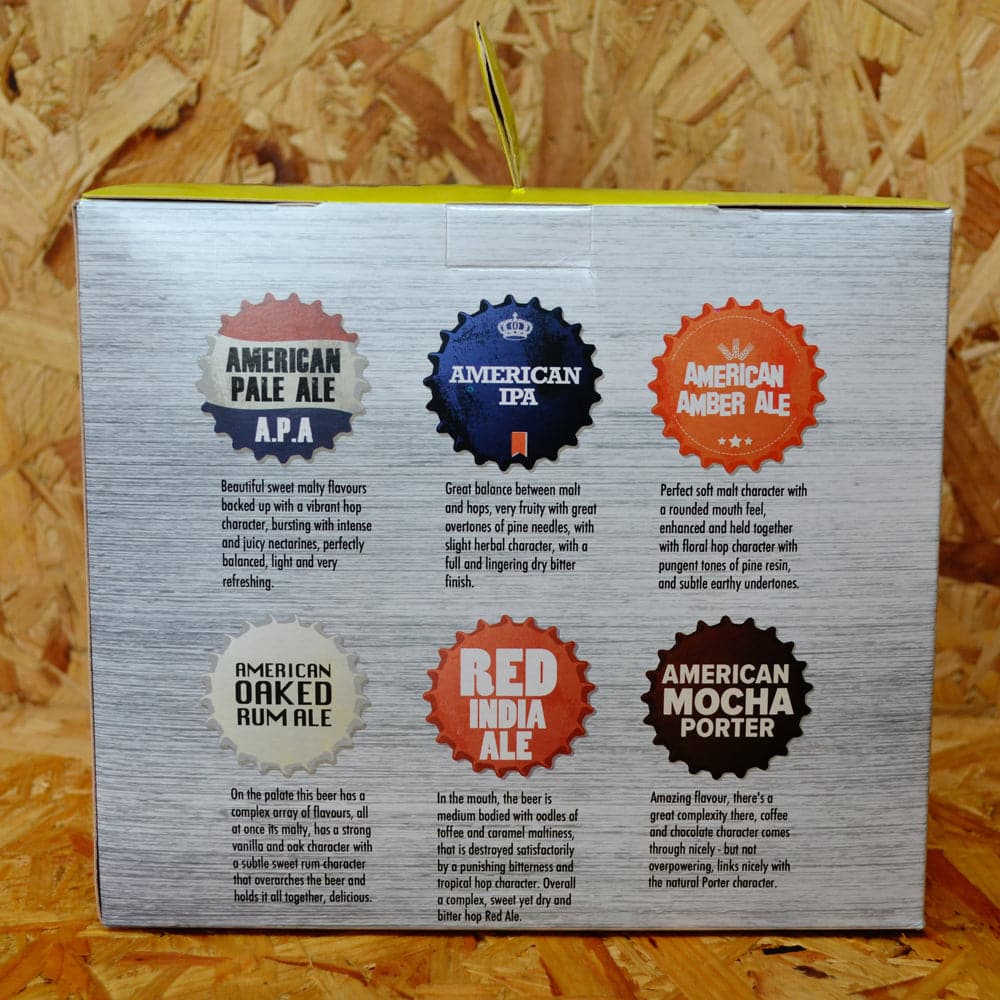 AMERICAN
PALE ALE
A.P.A
Beautiful sweet malty flavours
backed up with a vibrant hop
character, bursting with intense
and juicy nectarines, perfectly
balanced, light and very
refreshing.
AMERICAN
IPA
Great balance between malt
and hops, very fruity with great
overtones of pine needles, with
slight herbal character, with a
full and lingering dry bitter
finish.
AMERICAN
AMBER ALE
Perfect soft malt character with
a rounded mouth feel,
enhanced and held together
with floral hop character with
pungent tones of pine resin,
and subtle earthy undertones.
AMERICAN
OAKED
RUM ALE
On the palate this beer has a
complex array of flavours, all
at once its malty, has a strong
vanilla and oak character with
a subtle sweet rum character
that overarches the beer and
holds it all together, delicious.
RED
INDIA
ALE
In the mouth, the beer is
medium bodied with oodles of
toffee and caramel maltiness,
that is destroyed satisfactorily
by a punishing bitterness and
tropical hop character. Overall
a complex, sweet yet dry and
bitter hop Red Ale.
AMERICAN
MOCHA
PORTER
Amazing flavour, there's a
great complexity there, coffee
and chocolate character comes
through nicely - but not
overpowering, links nicely with
the natural Porter character.